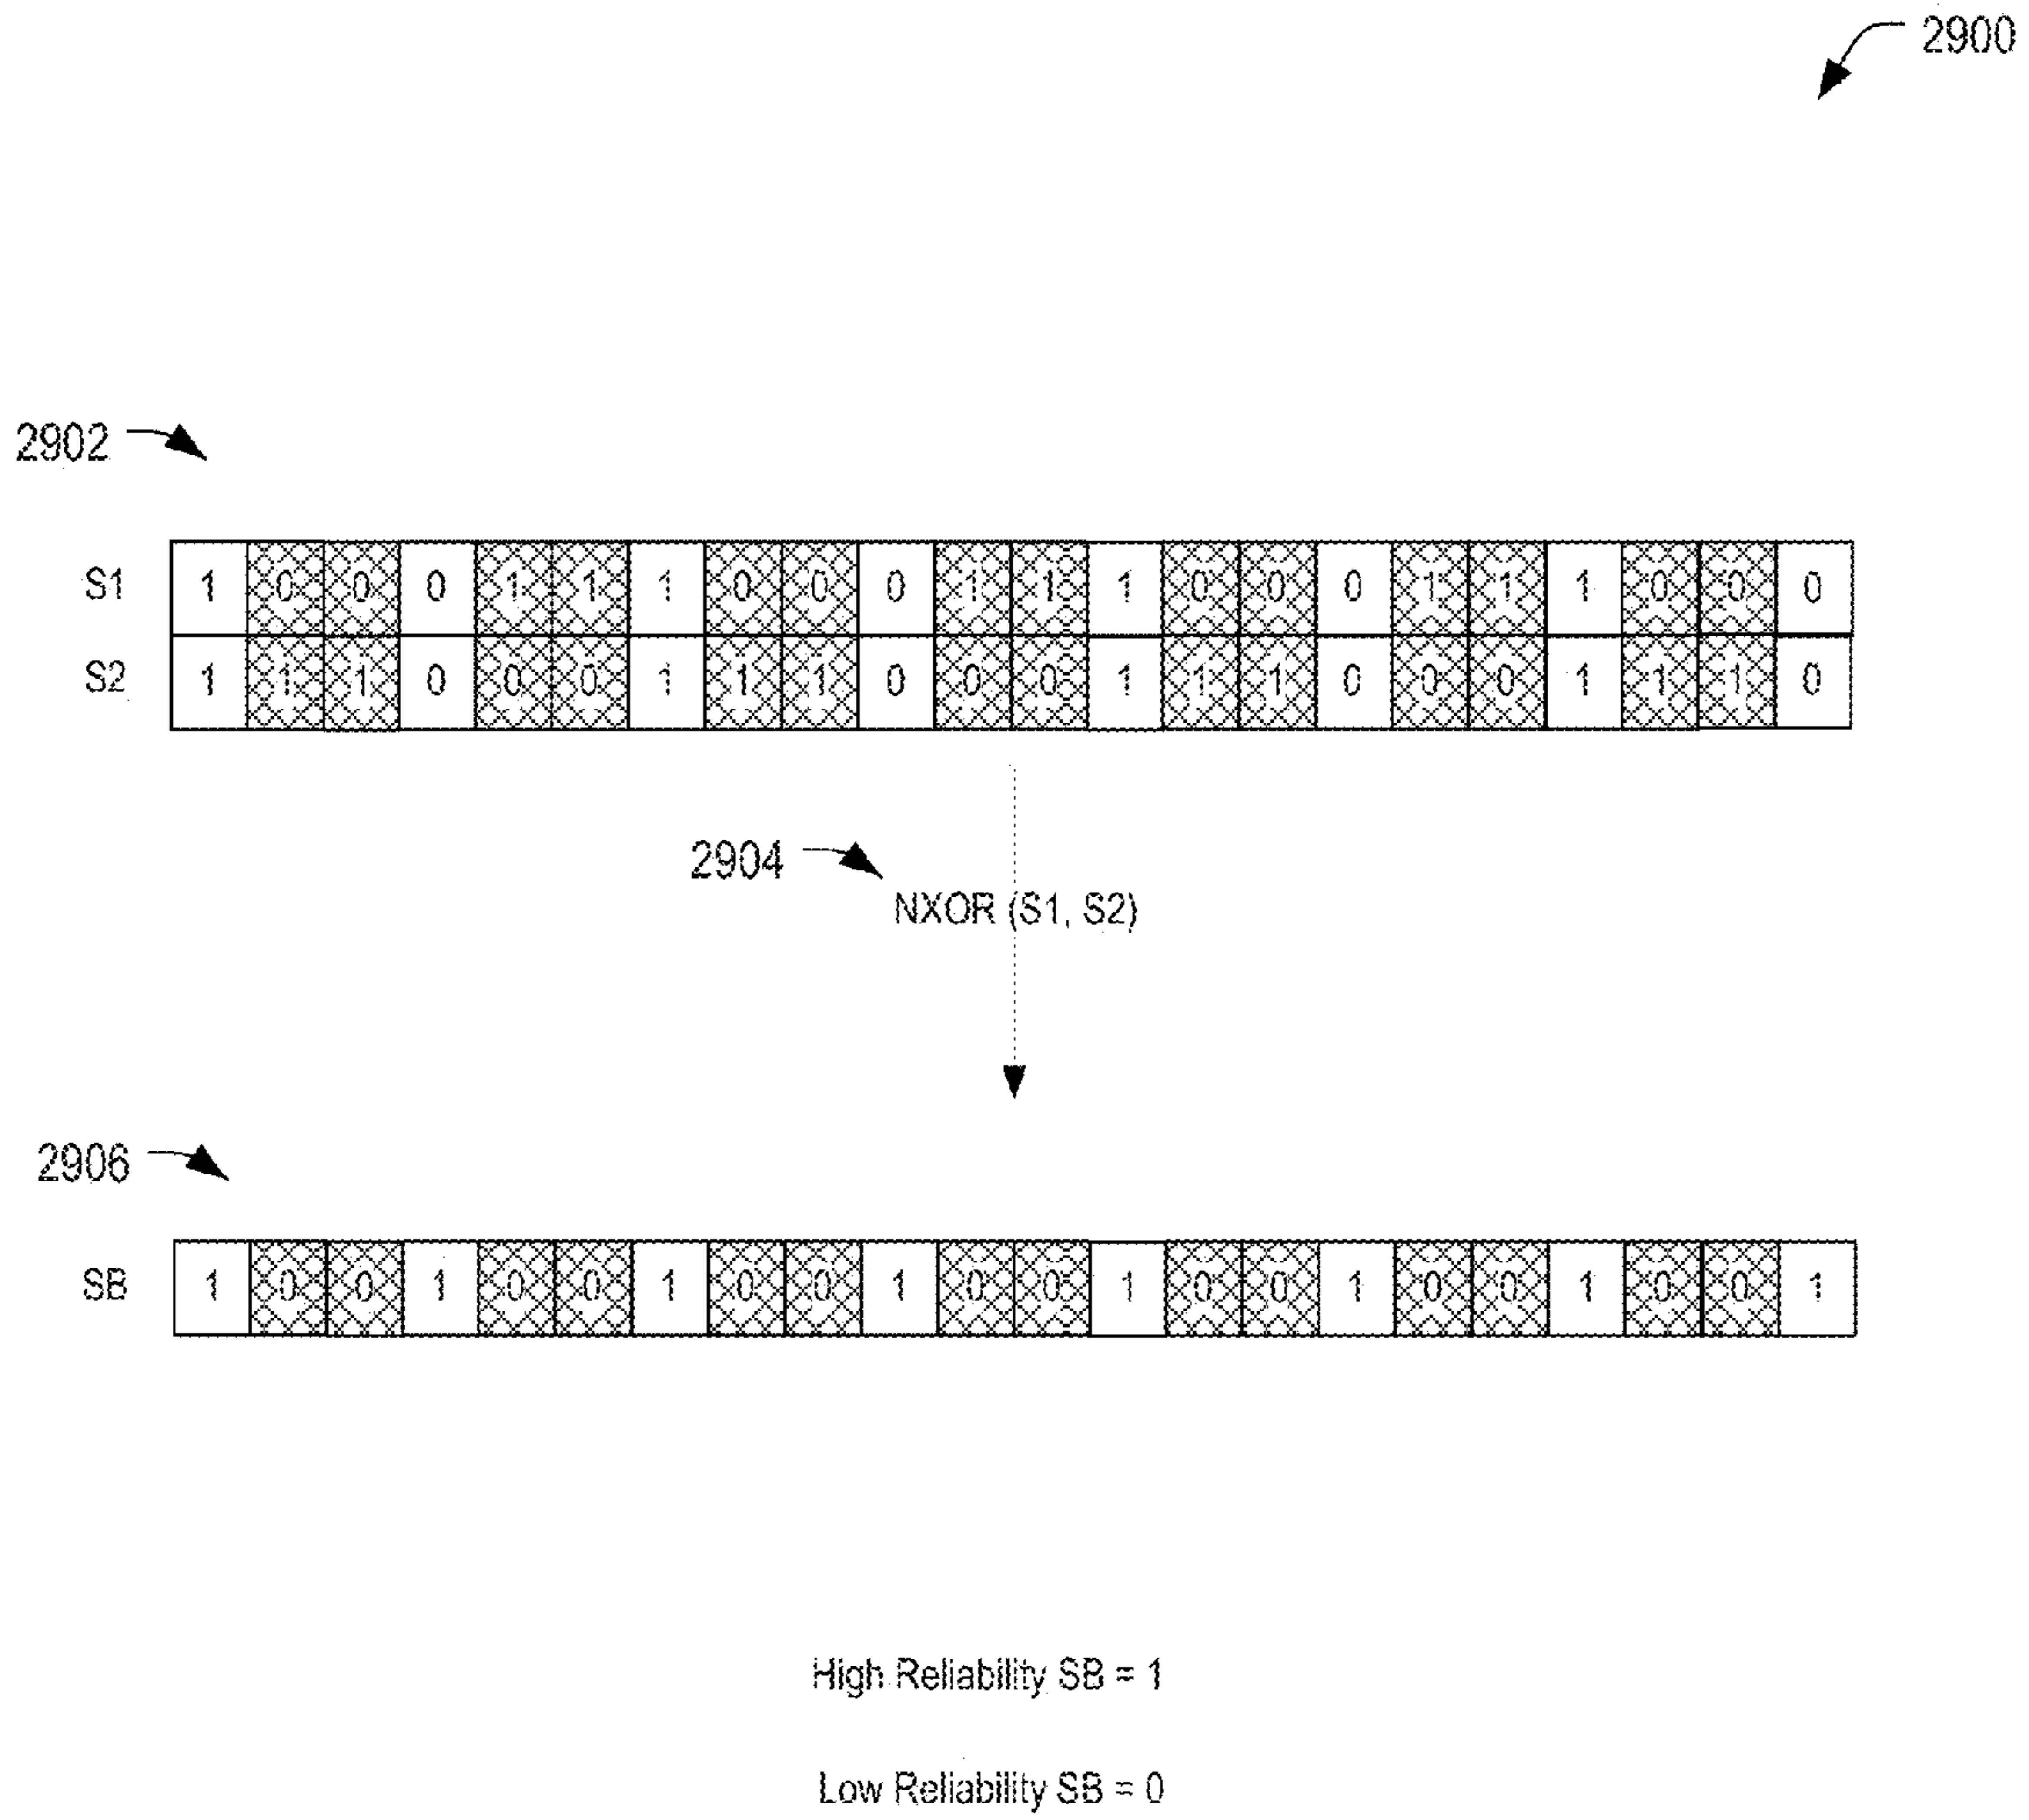 2900
2902
S1 1 0 0 0 1 1 1 0 0 0 1 1 1 0 0 0 1 1 1 0 0 0
S2 1 1 1 0 0 0 1 1 1 0 0 0 1 1 1 0 0 0 1 1 1 0
2904
NXOR (S1, S2)
2906
SB 1 0 0 1 0 0 1 0 0 1 0 0 1 0 0 1 0 0 1 0 0 1
High Reliability SB = 1
Low Reliability SB = 0